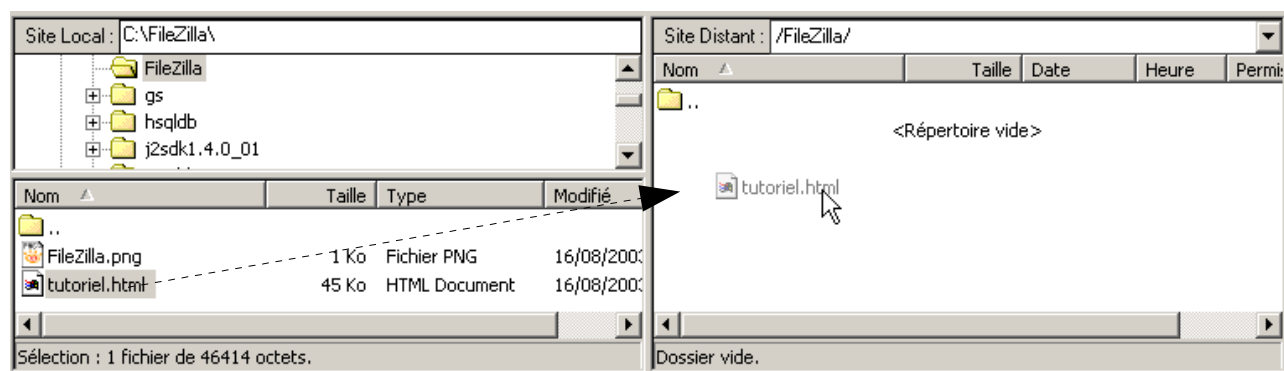 Site Local : C:\FileZilla\
FileZilla
gs
hsqldb
j2sdk1.4.0_01
Nom Taille Type Modifié
..
FileZilla.png 1 Ko Fichier PNG 16/08/2003
tutoriel.html 45 Ko HTML Document 16/08/2003
Sélection : 1 fichier de 46414 octets.
Site Distant : /FileZilla/
Nom Taille Date Heure Permis
..
<Répertoire vide>
tutoriel.html
Dossier vide.